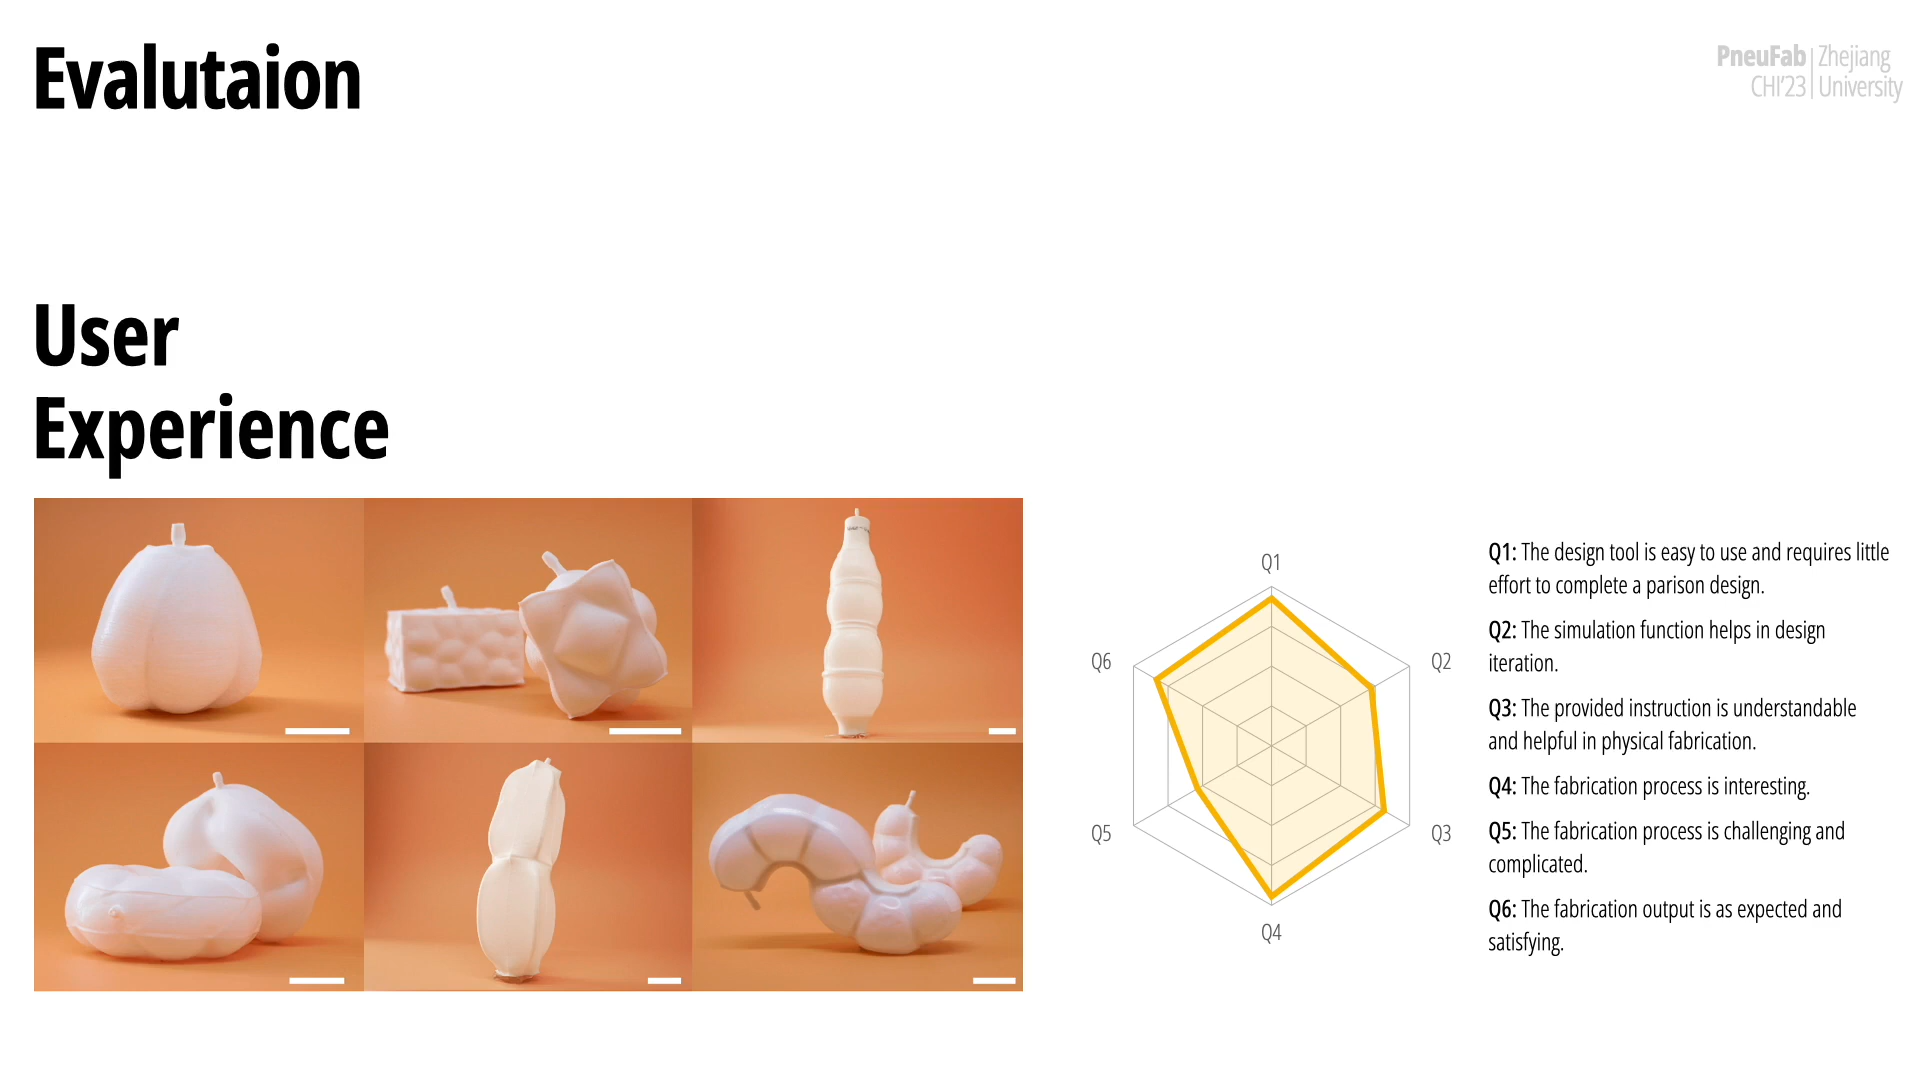 Evalutaion
PneuFab
CHI'23
Zhejiang
University
User
Experience
Q1
Q2
Q3
Q4
Q5
Q6
Q1: The design tool is easy to use and requires little
effort to complete a parison design.
Q2: The simulation function helps in design
iteration.
Q3: The provided instruction is understandable
and helpful in physical fabrication.
Q4: The fabrication process is interesting.
Q5: The fabrication process is challenging and
complicated.
Q6: The fabrication output is as expected and
satisfying.